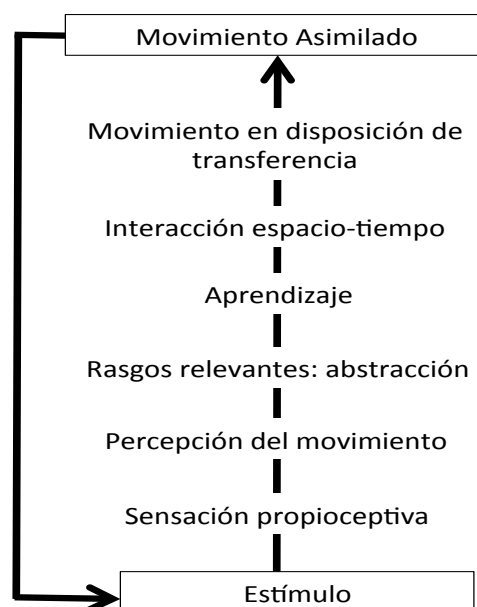 Movimiento Asimilado
Movimiento en disposición de
transferencia
Interacción espacio-tiempo
Aprendizaje
Rasgos relevantes: abstracción
Percepción del movimiento
Sensación propioceptiva
Estímulo